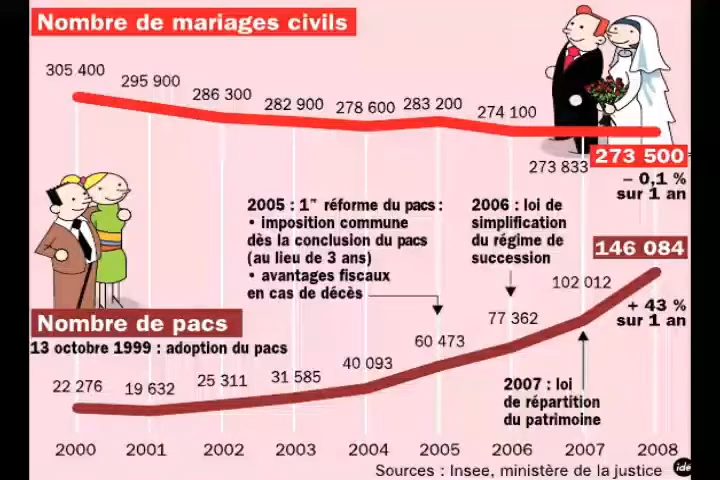 Nombre de mariages civils
305 400
295 900
286 300
282 900
278 600
283 200
274 100
273 833
273 500
– 0,1 %
sur 1 an
2005 : 1re réforme du pacs :
• imposition commune
dès la conclusion du pacs
(au lieu de 3 ans)
• avantages fiscaux
en cas de décès
2006 : loi de
simplification
du régime de
succession
146 084
+ 43 %
sur 1 an
Nombre de pacs
13 octobre 1999 : adoption du pacs
22 276
19 632
25 311
31 585
40 093
60 473
77 362
102 012
2007 : loi
de répartition
du patrimoine
2000 2001 2002 2003 2004 2005 2006 2007 2008
Sources : Insee, ministère de la justice
idé